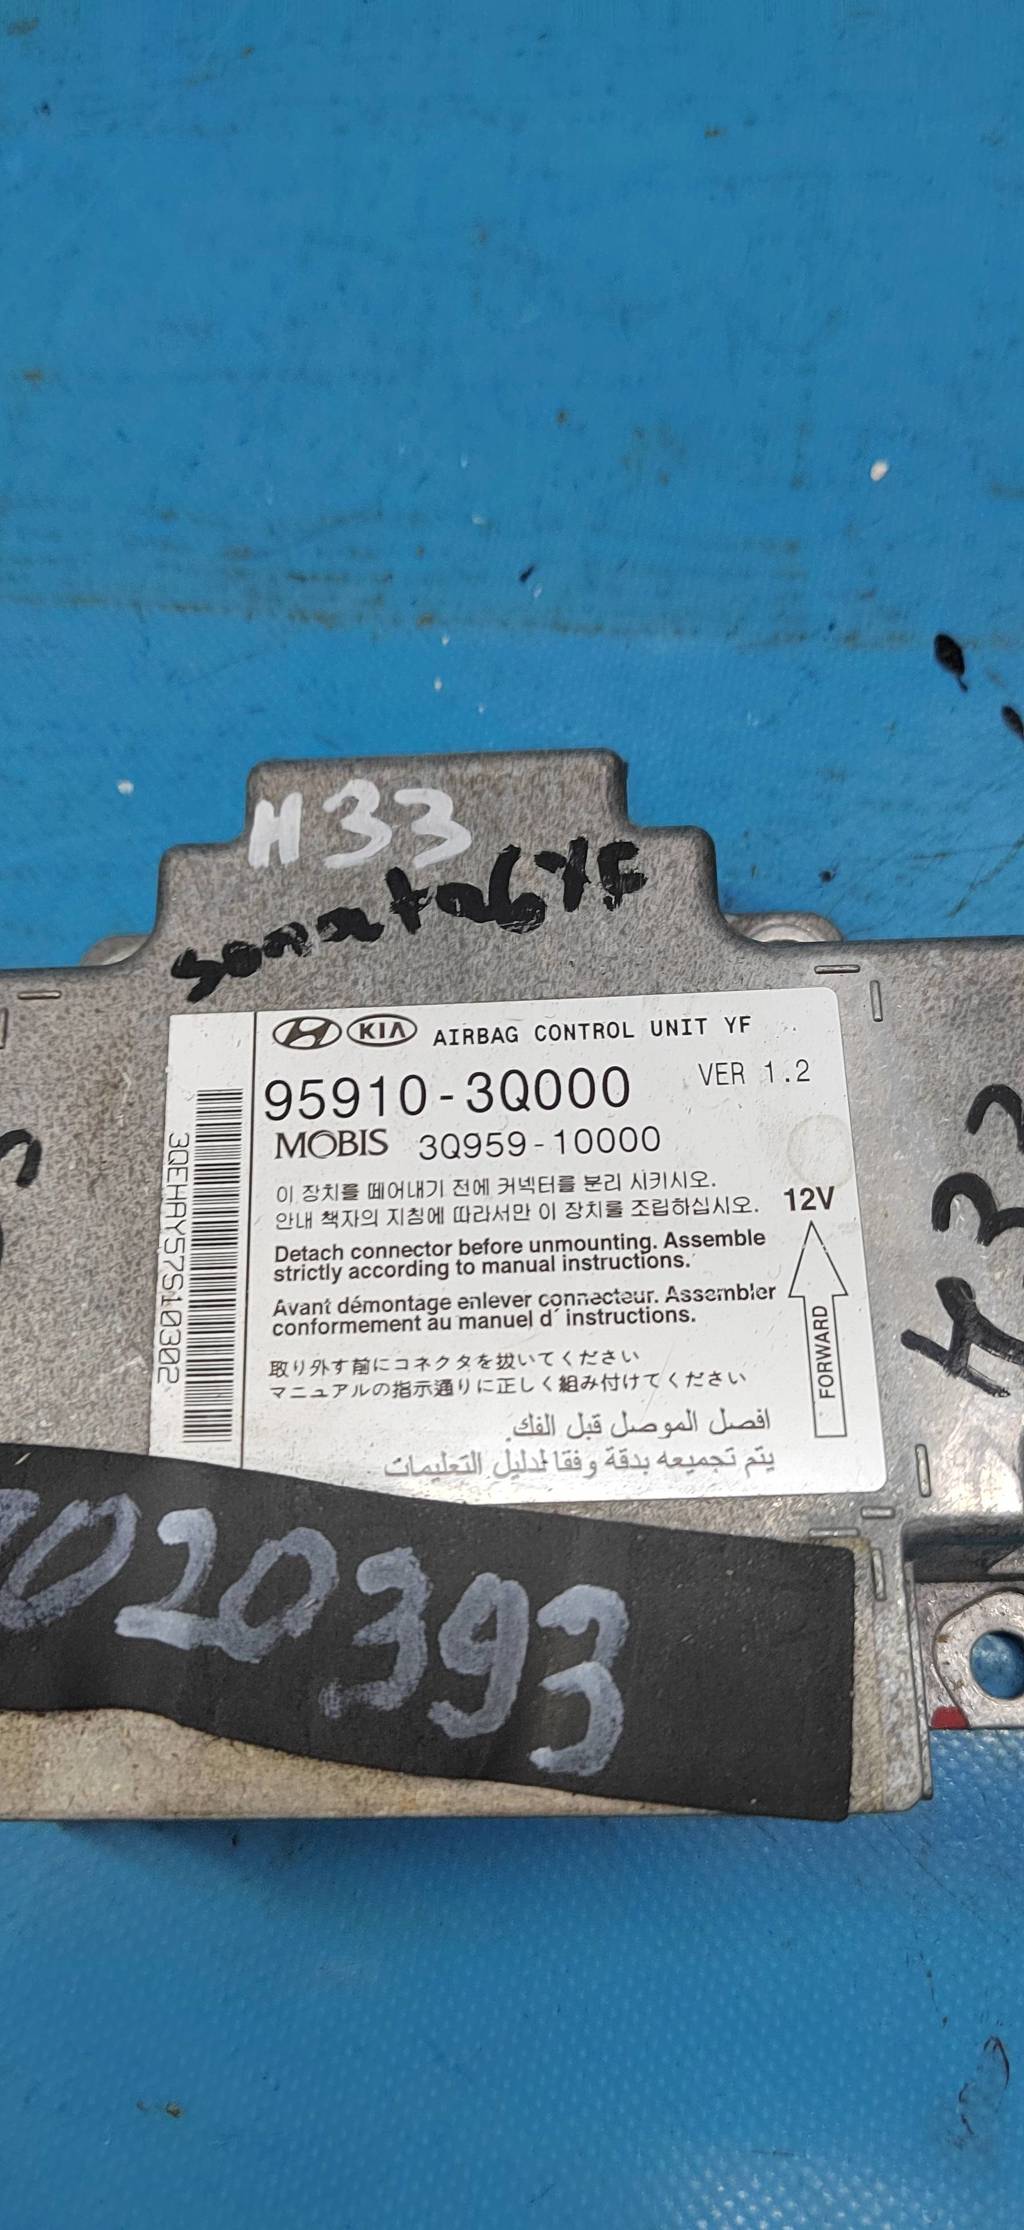 H33
sonata6YF
HYUNDAI KIA AIRBAG CONTROL UNIT YF
95910-3Q000 VER 1.2
MOBIS 3Q959-10000
3QEHAY57S10302
이 장치를 떼어내기 전에 커넥터를 분리 시키시오.
안내 책자의 지침에 따라서만 이 장치를 조립하십시오.
12V
Detach connector before unmounting. Assemble
strictly according to manual instructions.
Avant démontage enlever connecteur. Assembler
conformement au manuel d´instructions.
FORWARD
取り外す前にコネクタを抜いてください
マニュアルの指示通りに正しく組み付けてください
افصل الموصل قبل الفك.
يتم تجميعه بدقة وفقا لدليل التعليمات
H33
020393